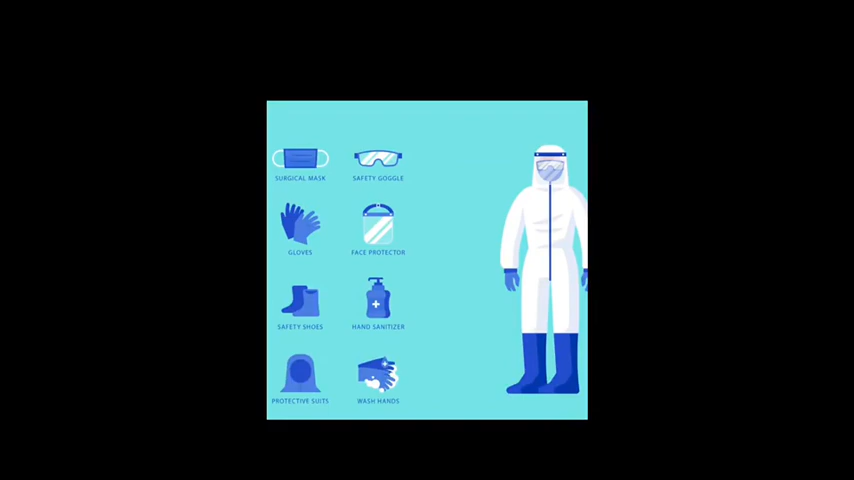 SURGICAL MASK
SAFETY GOGGLE
GLOVES
FACE PROTECTOR
SAFETY SHOES
HAND SANITIZER
PROTECTIVE SUITS
WASH HANDS